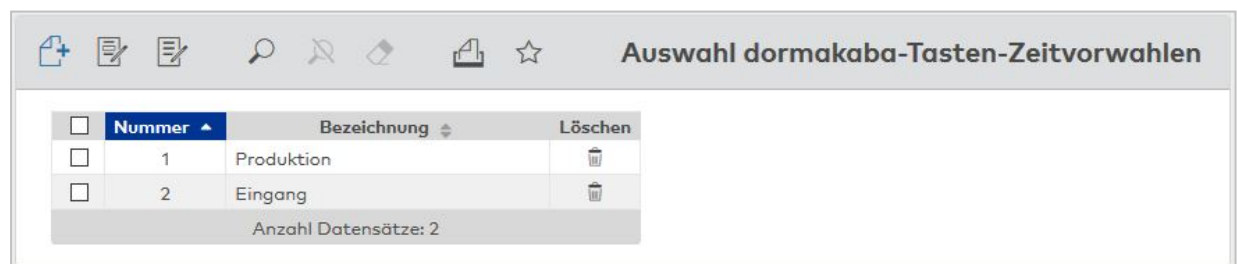 Auswahl dormakaba-Tasten-Zeitvorwahlen
Nummer Bezeichnung Löschen
1 Produktion
2 Eingang
Anzahl Datensätze: 2